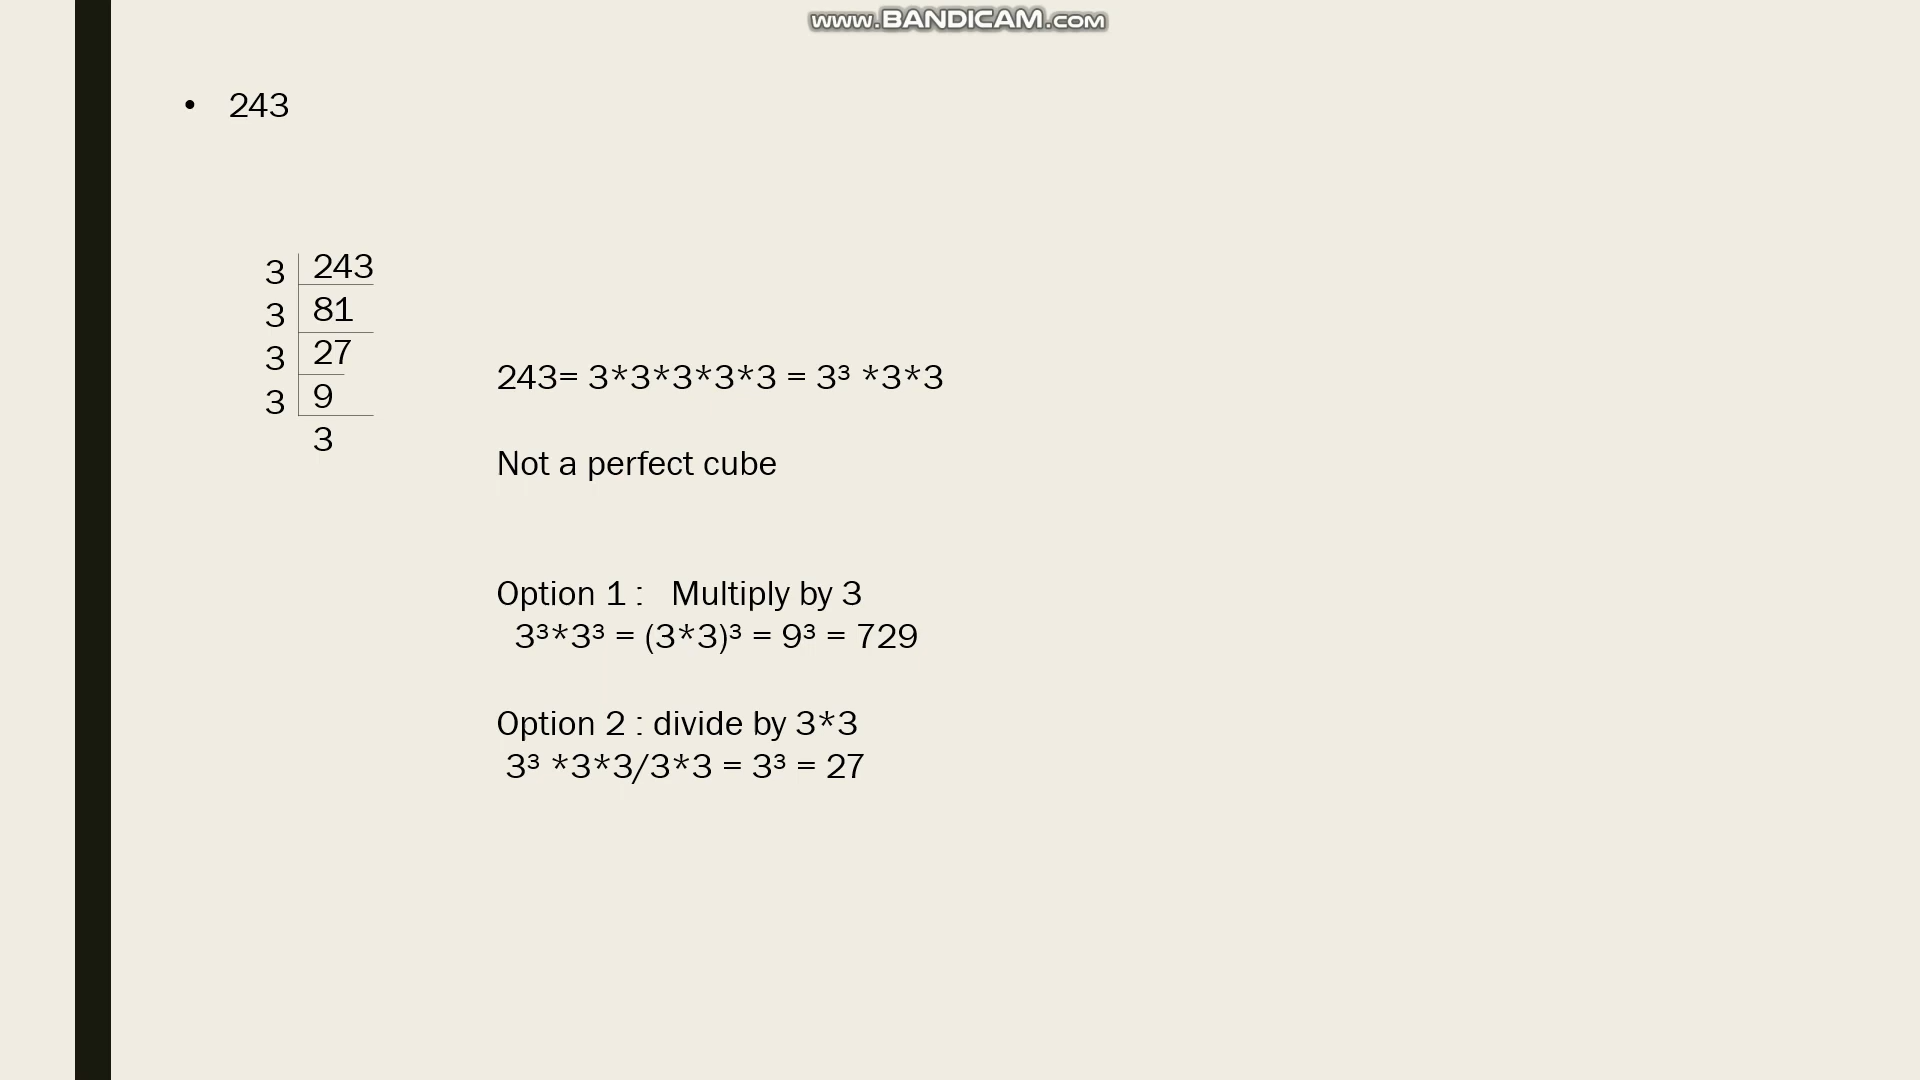 www.BANDICAM.com
• 243
3 243
3 81
3 27
3 9
3
243= 3*3*3*3*3 = 3³ *3*3
Not a perfect cube
Option 1 : Multiply by 3
3³*3³ = (3*3)³ = 9³ = 729
Option 2 : divide by 3*3
3³ *3*3/3*3 = 3³ = 27